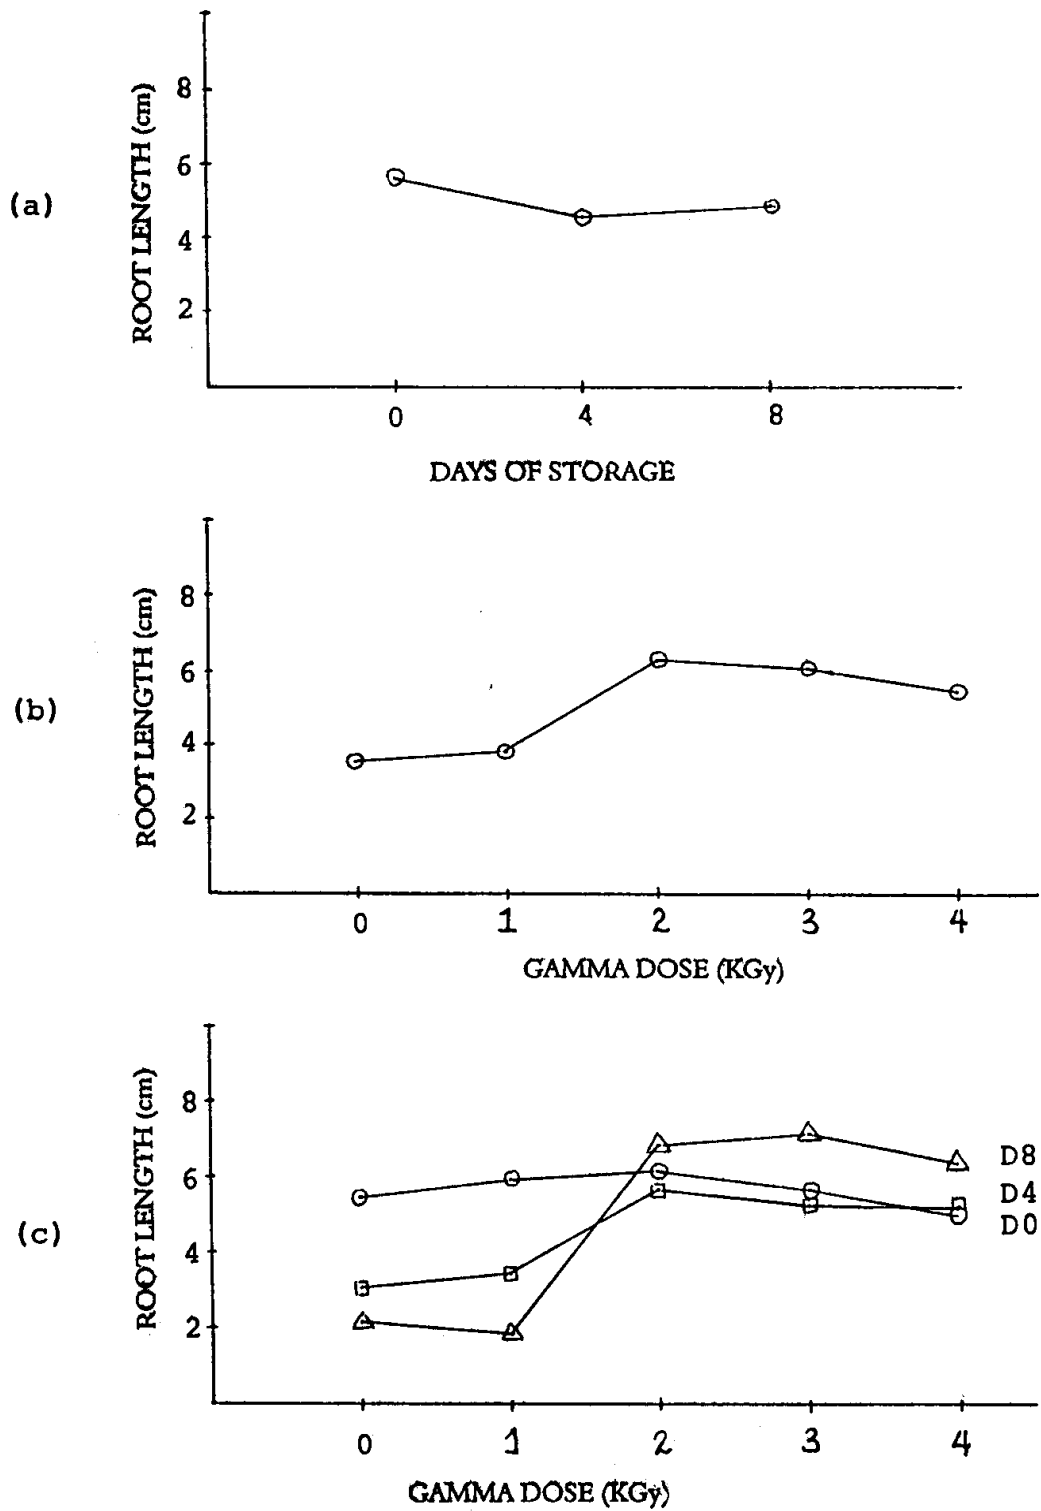 (a)
ROOT LENGTH (cm)
8
6
4
2
0 4 8
DAYS OF STORAGE
(b)
ROOT LENGTH (cm)
8
6
4
2
0 1 2 3 4
GAMMA DOSE (KGy)
(c)
ROOT LENGTH (cm)
8
6
4
2
D8
D4
D0
0 1 2 3 4
GAMMA DOSE (KGy)